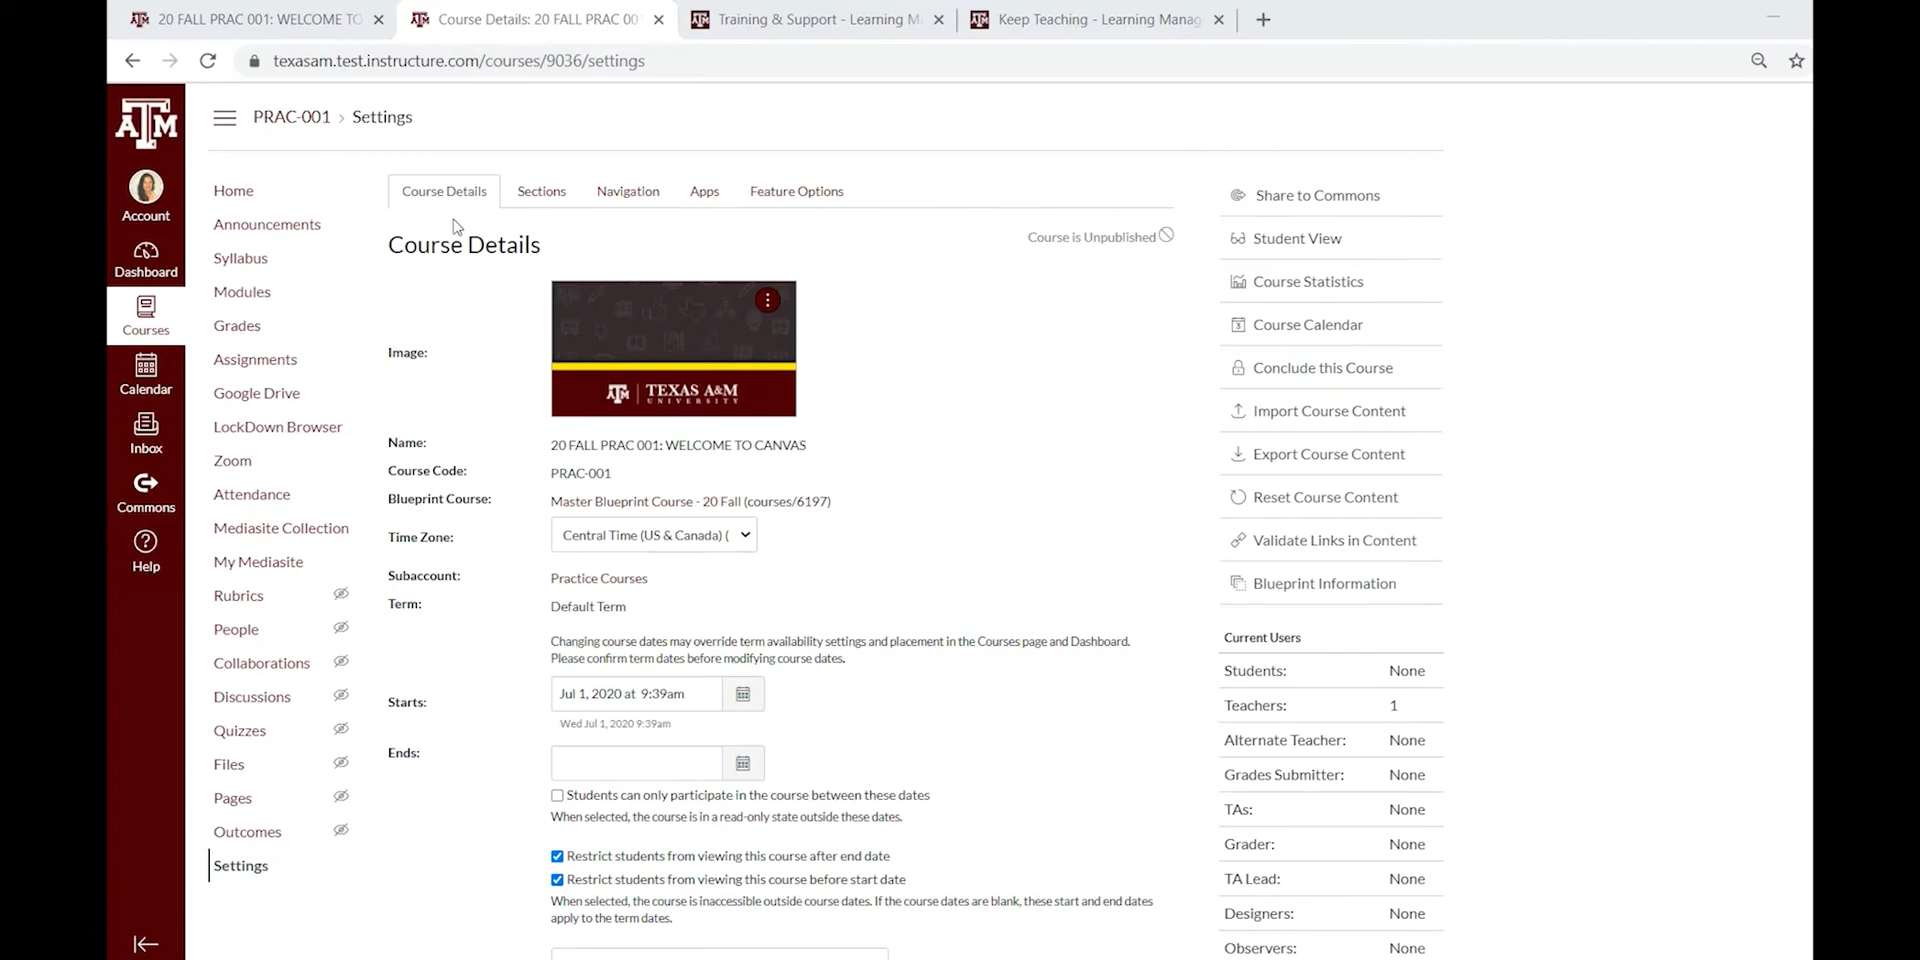 20 FALL PRAC 001: WELCOME TO
Course Details: 20 FALL PRAC 00
Training & Support - Learning M
Keep Teaching - Learning Manag
texasam.test.instructure.com/courses/9036/settings
PRAC-001 › Settings
Account
Dashboard
Courses
Calendar
Inbox
Commons
Help
Home
Announcements
Syllabus
Modules
Grades
Assignments
Google Drive
LockDown Browser
Zoom
Attendance
Mediasite Collection
My Mediasite
Rubrics
People
Collaborations
Discussions
Quizzes
Files
Pages
Outcomes
Settings
Course Details Sections Navigation Apps Feature Options
Course Details
Course is Unpublished
Image:
ATM TEXAS A&M
UNIVERSITY
Name: 20 FALL PRAC 001: WELCOME TO CANVAS
Course Code: PRAC-001
Blueprint Course: Master Blueprint Course - 20 Fall (courses/6197)
Time Zone: Central Time (US & Canada) (
Subaccount: Practice Courses
Term: Default Term
Changing course dates may override term availability settings and placement in the Courses page and Dashboard.
Please confirm term dates before modifying course dates.
Starts: Jul 1, 2020 at 9:39am
Wed Jul 1, 2020 9:39am
Ends:
Students can only participate in the course between these dates
When selected, the course is in a read-only state outside these dates.
Restrict students from viewing this course after end date
Restrict students from viewing this course before start date
When selected, the course is inaccessible outside course dates. If the course dates are blank, these start and end dates
apply to the term dates.
Share to Commons
Student View
Course Statistics
Course Calendar
Conclude this Course
Import Course Content
Export Course Content
Reset Course Content
Validate Links in Content
Blueprint Information
Current Users
Students: None
Teachers: 1
Alternate Teacher: None
Grades Submitter: None
TAs: None
Grader: None
TA Lead: None
Designers: None
Observers: None